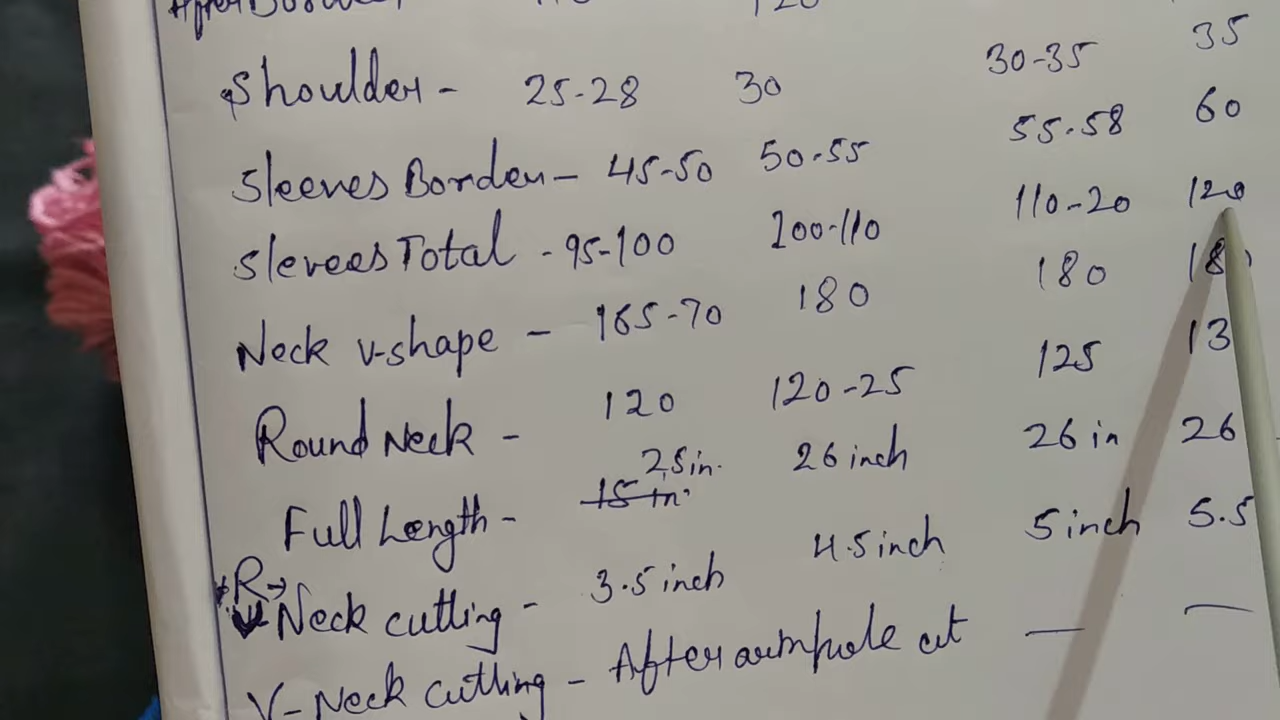 Shoulder - 25-28 30 30-35 35
Sleeves Border - 45-50 50-55 55-58 60
Slevees Total - 95-100 100-110 110-20 120
Neck V-shape - 165-70 180 180
Round Neck - 120 120-25 125
Full Length - 15 in. 25in. 26 inch 26 in 26
R→ Neck cutting - 3.5 inch 4.5 inch 5 inch 5.5
V-Neck cutting - After armhole cut — —